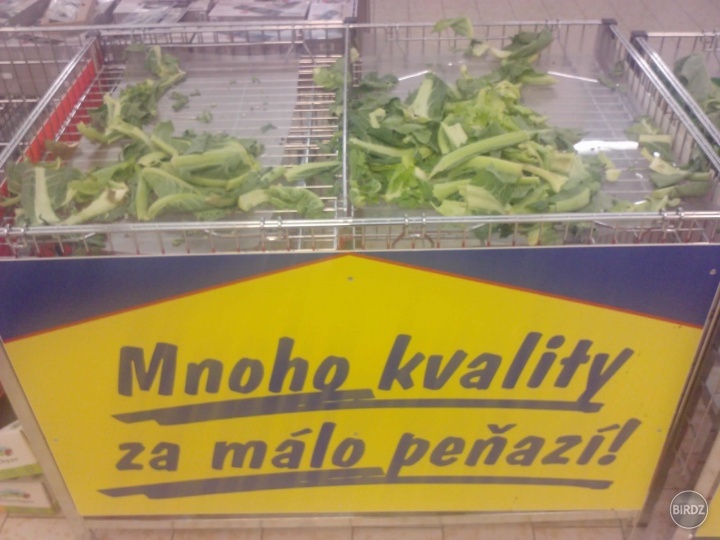 Mnoho kvality
za málo peňazí!
BIRDZ